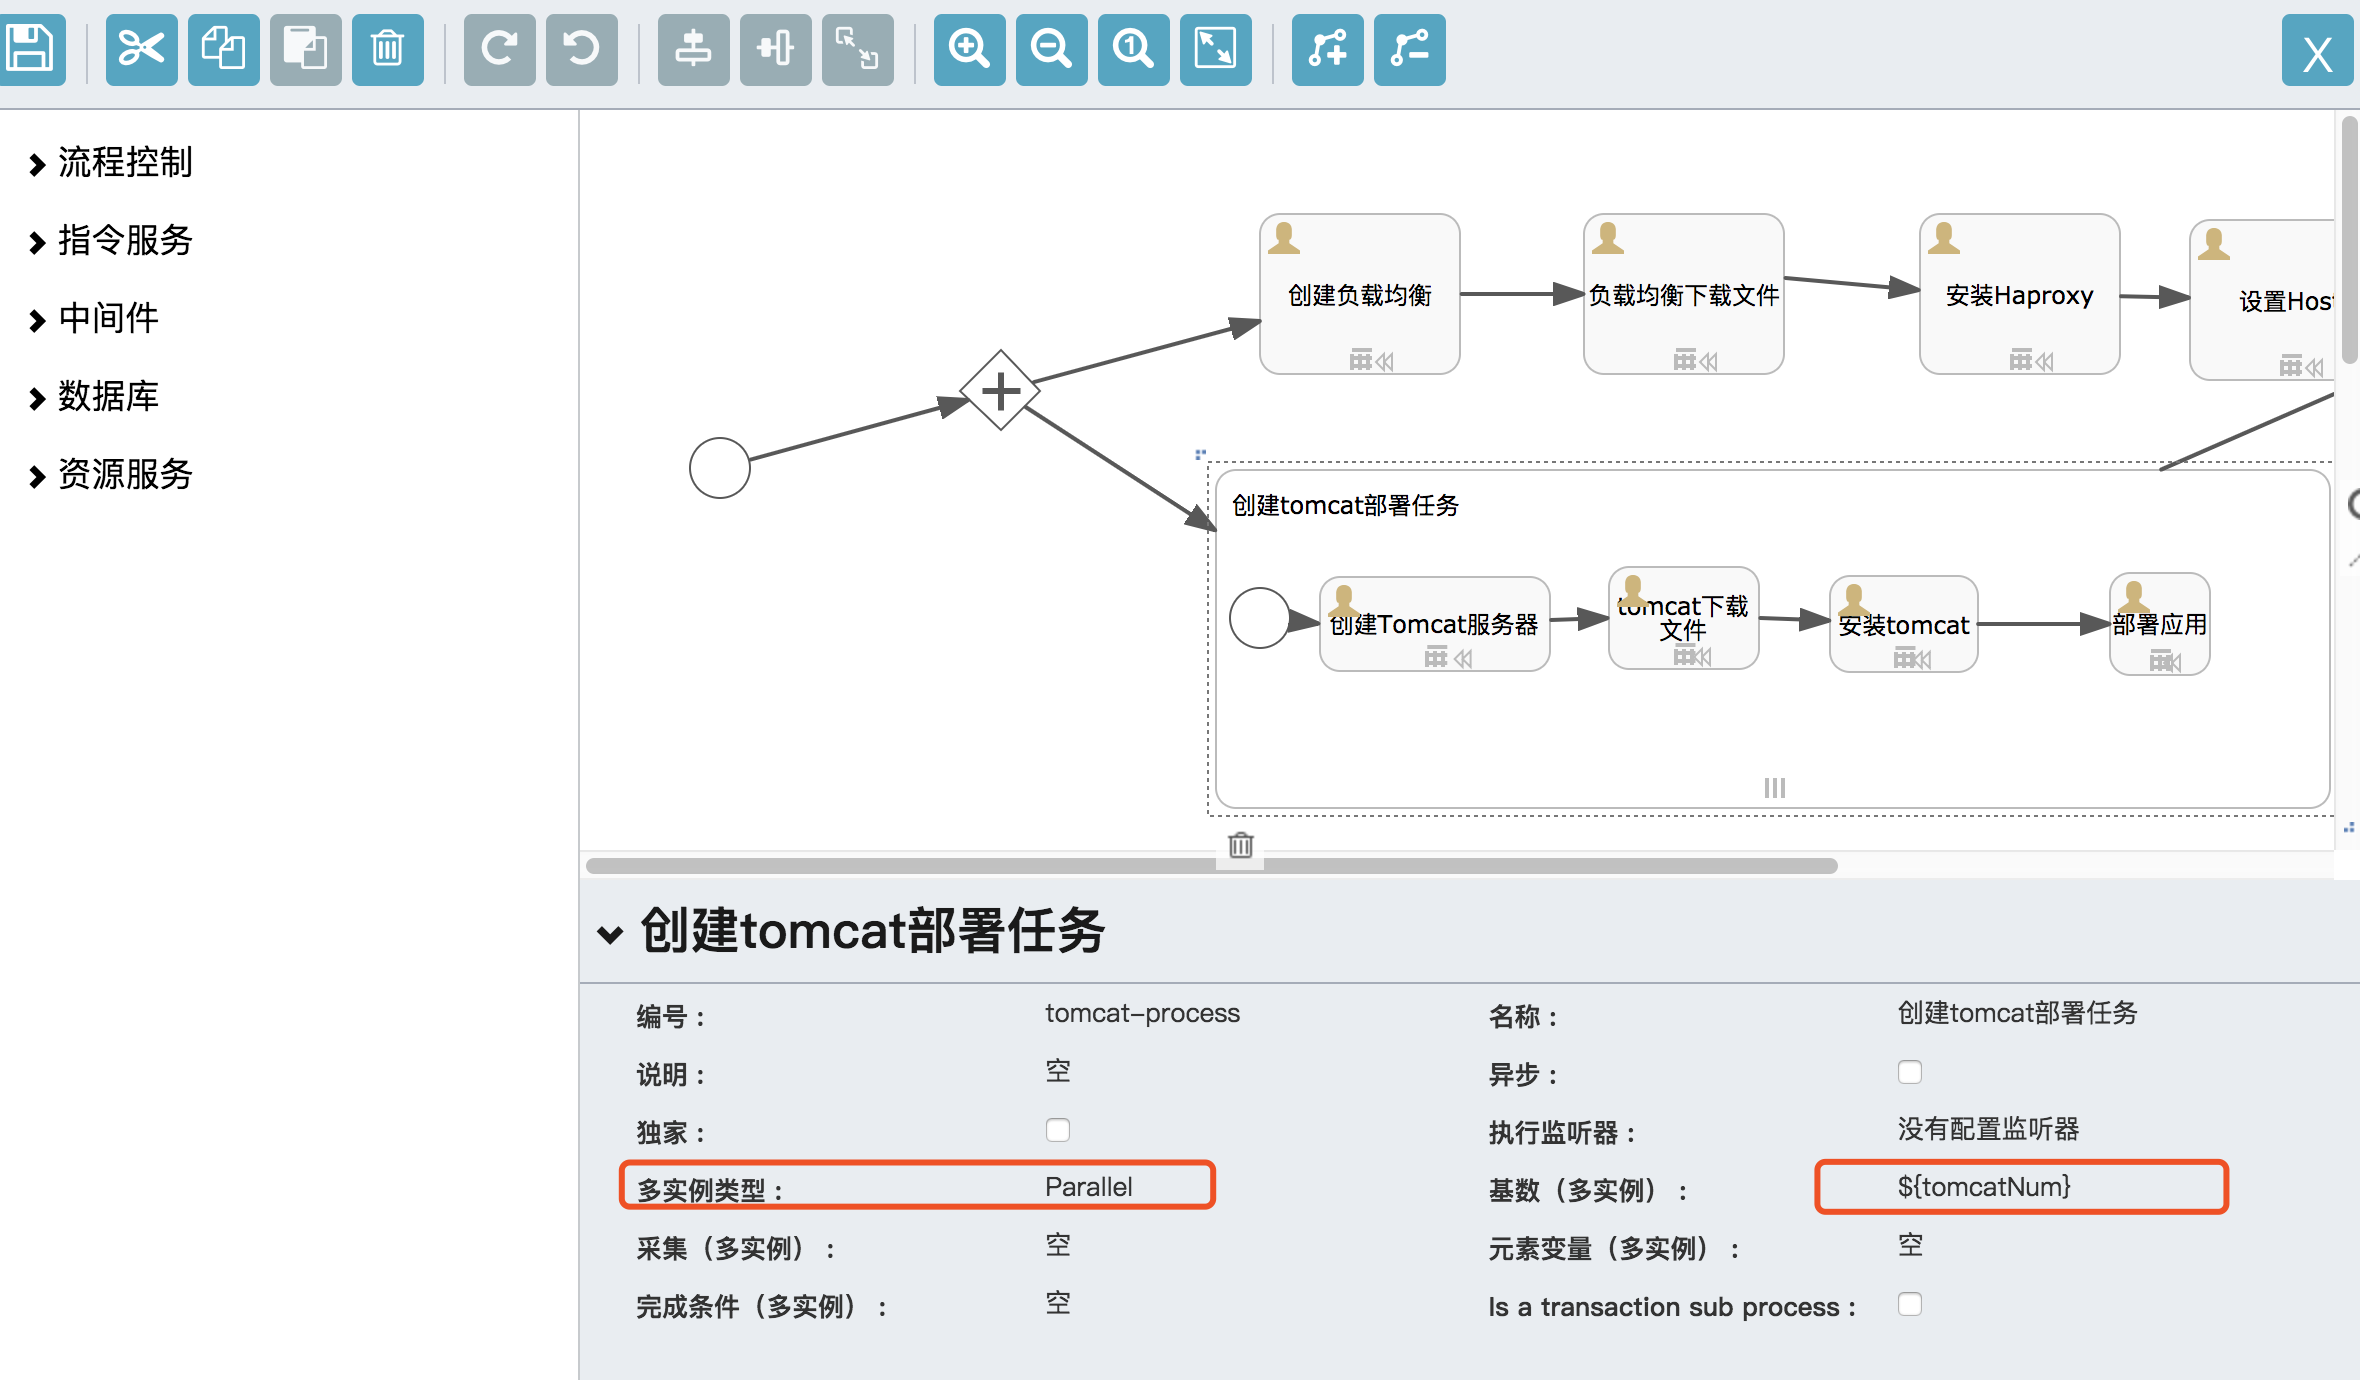 X
流程控制
指令服务
中间件
数据库
资源服务
创建负载均衡
负载均衡下载文件
安装Haproxy
设置Host
创建tomcat部署任务
创建Tomcat服务器
tomcat下载
文件
安装tomcat
部署应用
创建tomcat部署任务
编号：
tomcat-process
名称：
创建tomcat部署任务
说明：
空
异步：
独家：
执行监听器：
没有配置监听器
多实例类型：
Parallel
基数（多实例）：
${tomcatNum}
采集（多实例）：
空
元素变量（多实例）：
空
完成条件（多实例）：
空
Is a transaction sub process :